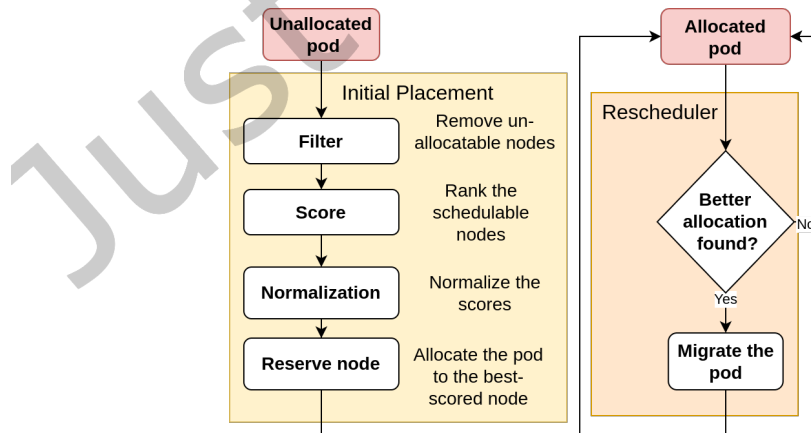 Just
Unallocated
pod
Initial Placement
Filter
Remove un-
allocatable nodes
Score
Rank the
schedulable
nodes
Normalization
Normalize the
scores
Reserve node
Allocate the pod
to the best-
scored node
Allocated
pod
Rescheduler
Better
allocation
found?
No
Yes
Migrate the
pod